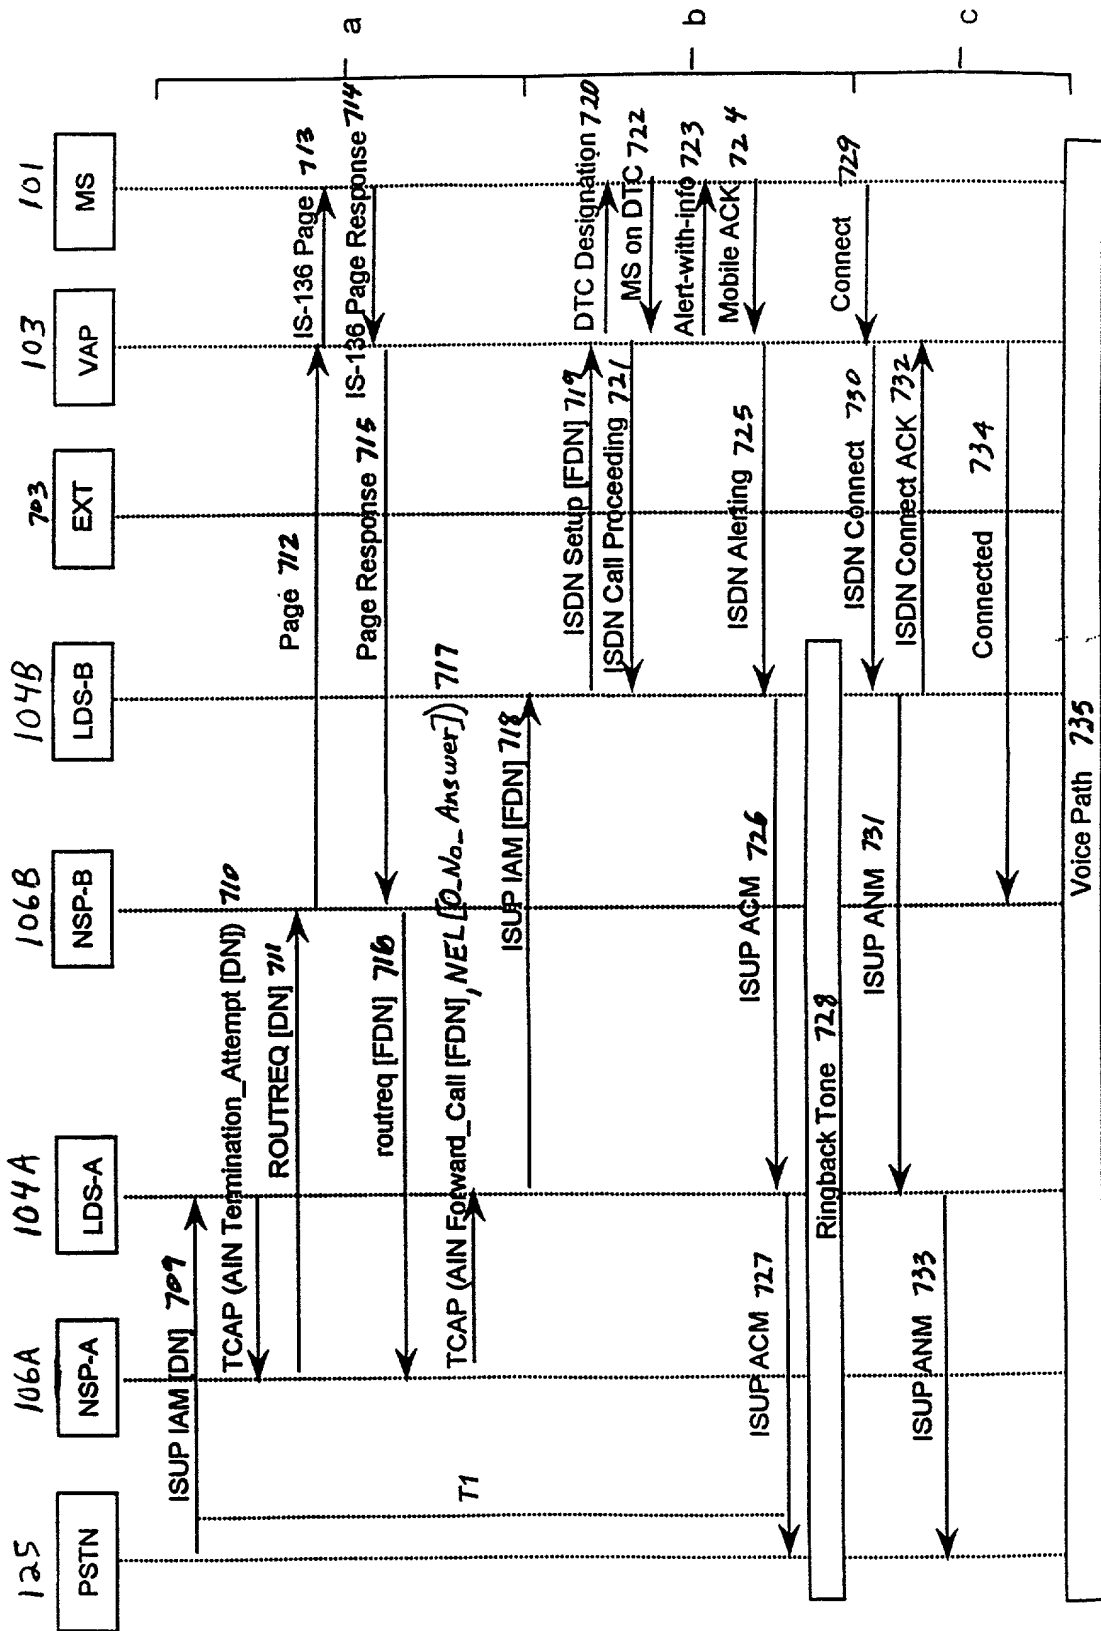 125 106A 104A 106B 104B 703 103 101
PSTN NSP-A LDS-A NSP-B LDS-B EXT VAP MS
ISUP IAM [DN] 709
TCAP (AIN Termination_Attempt [DN]) 710
ROUTREQ [DN] 711
Page 712
IS-136 Page 713
IS-136 Page Response 714
Page Response 715
routreq [FDN] 716
TCAP (AIN Forward_Call [FDN], NEL [O_No_Answer]) 717
ISUP IAM [FDN] 718
ISDN Setup [FDN] 719
DTC Designation 720
ISDN Call Proceeding 721
MS on DTC 722
Alert-with-info 723
Mobile ACK 724
ISDN Alerting 725
ISUP ACM 726
ISUP ACM 727
T1
Ringback Tone 728
Connect 729
ISDN Connect 730
ISUP ANM 731
ISDN Connect ACK 732
ISUP ANM 733
Connected 734
Voice Path 735
a
b
c